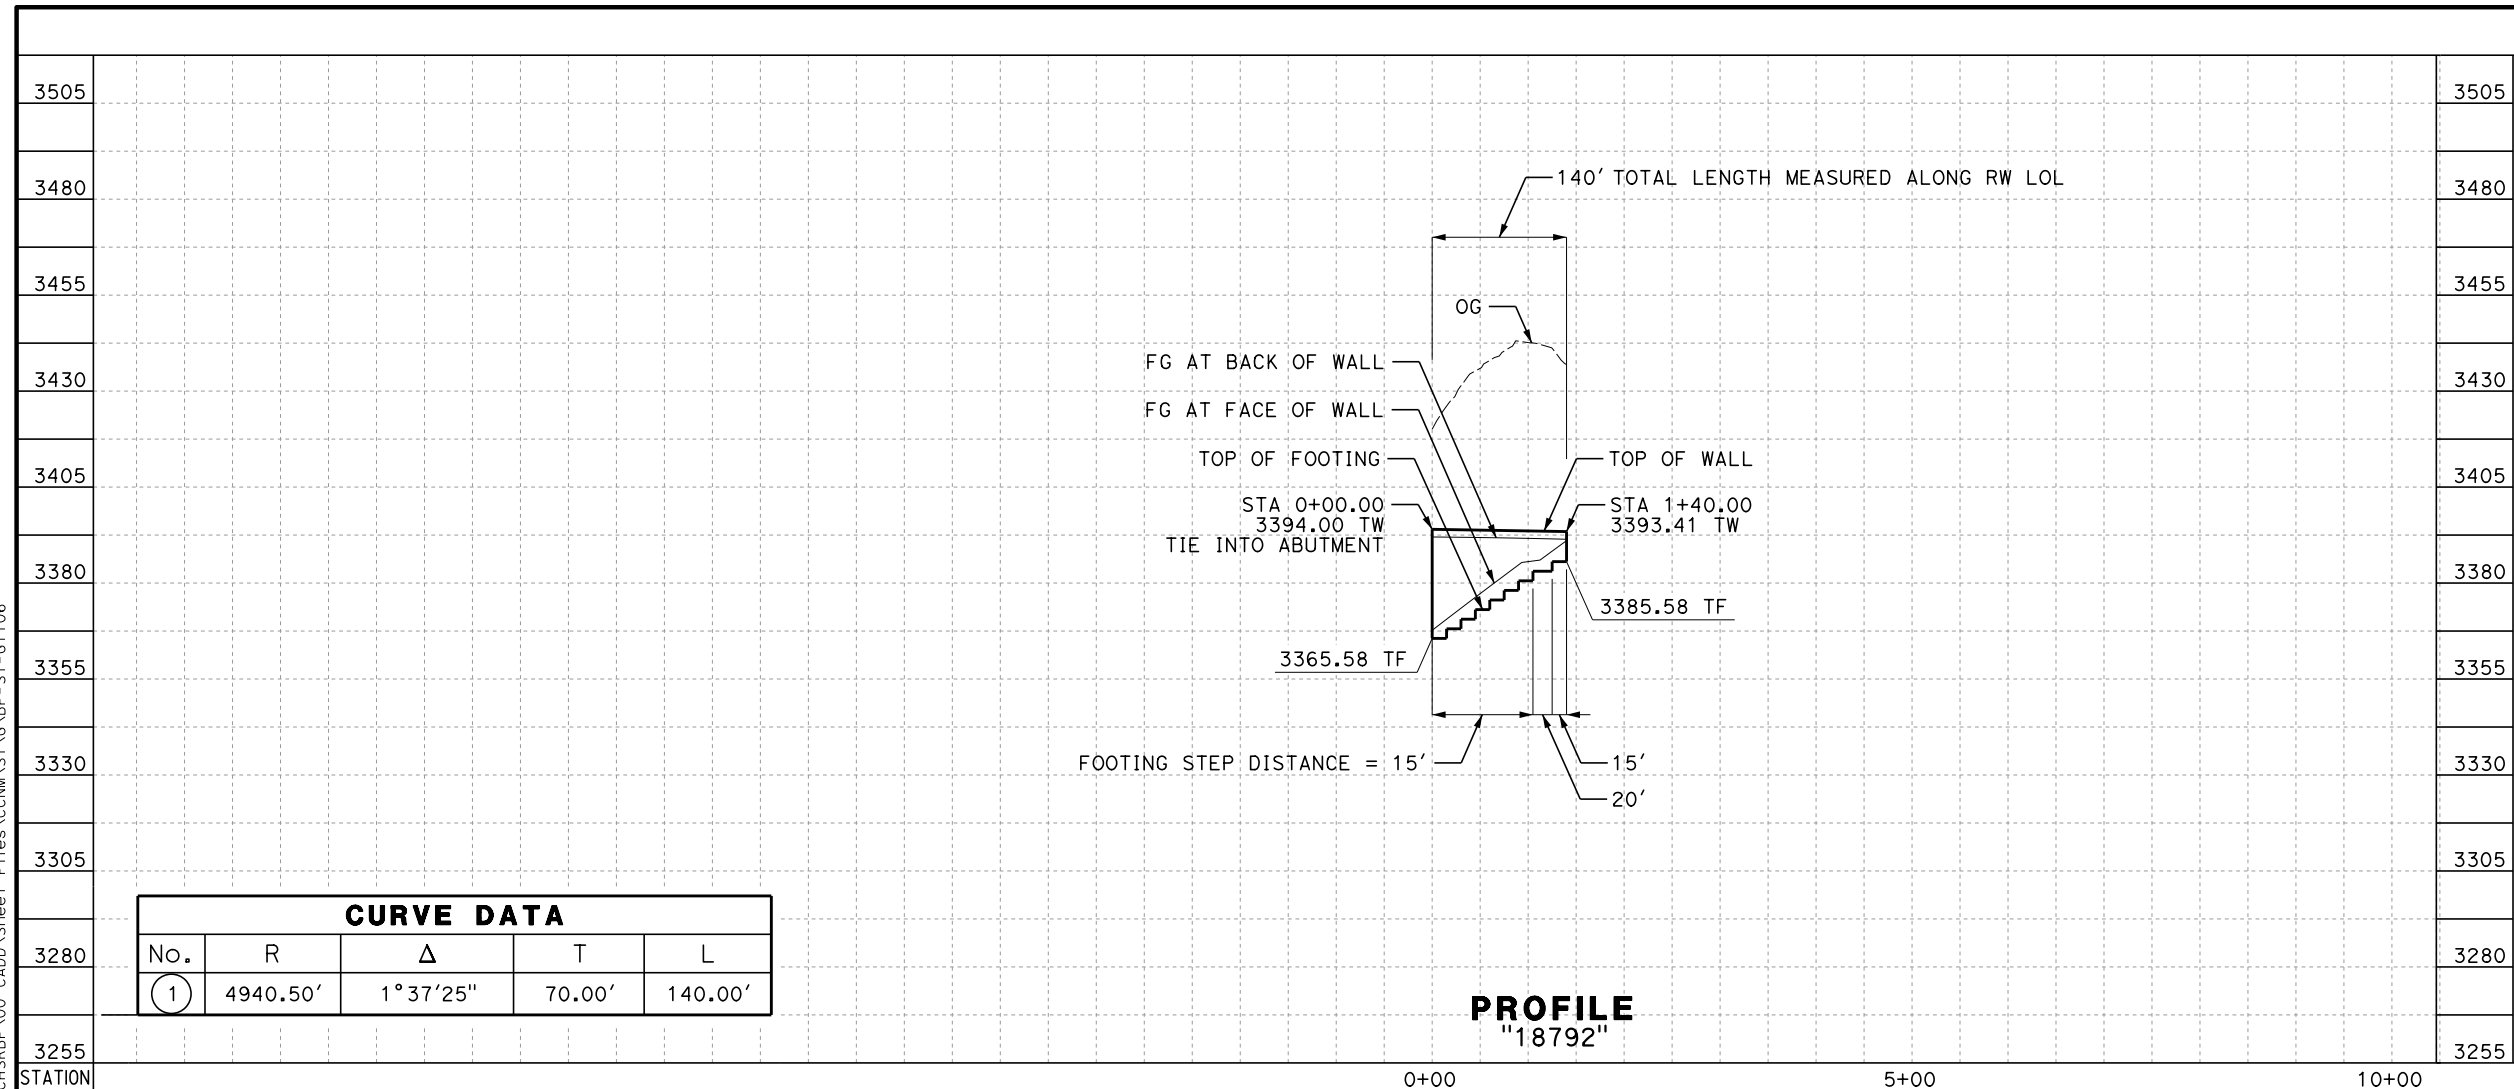 3505 3505
3480 3480
140' TOTAL LENGTH MEASURED ALONG RW LOL
3455 3455
OG
FG AT BACK OF WALL
3430 3430
FG AT FACE OF WALL
TOP OF FOOTING
TOP OF WALL
3405 3405
STA 0+00.00
3394.00 TW
TIE INTO ABUTMENT
STA 1+40.00
3393.41 TW
3380 3380
3385.58 TF
3365.58 TF
3355 3355
FOOTING STEP DISTANCE = 15'
15'
20'
3330 3330
3305 3305
CURVE DATA
No. R Δ T L
1 4940.50' 1°37'25" 70.00' 140.00'
3280 3280
PROFILE
"18792"
3255 3255
STATION 0+00 5+00 10+00